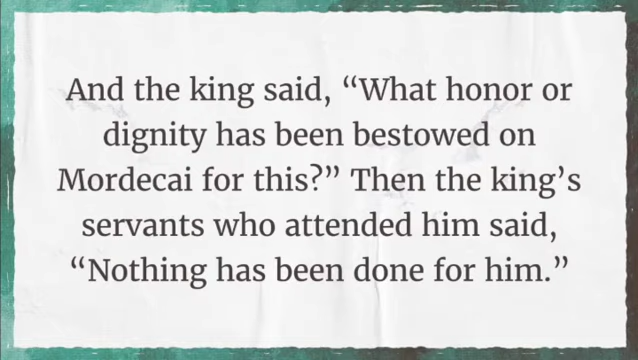 And the king said, “What honor or
dignity has been bestowed on
Mordecai for this?” Then the king’s
servants who attended him said,
“Nothing has been done for him.”